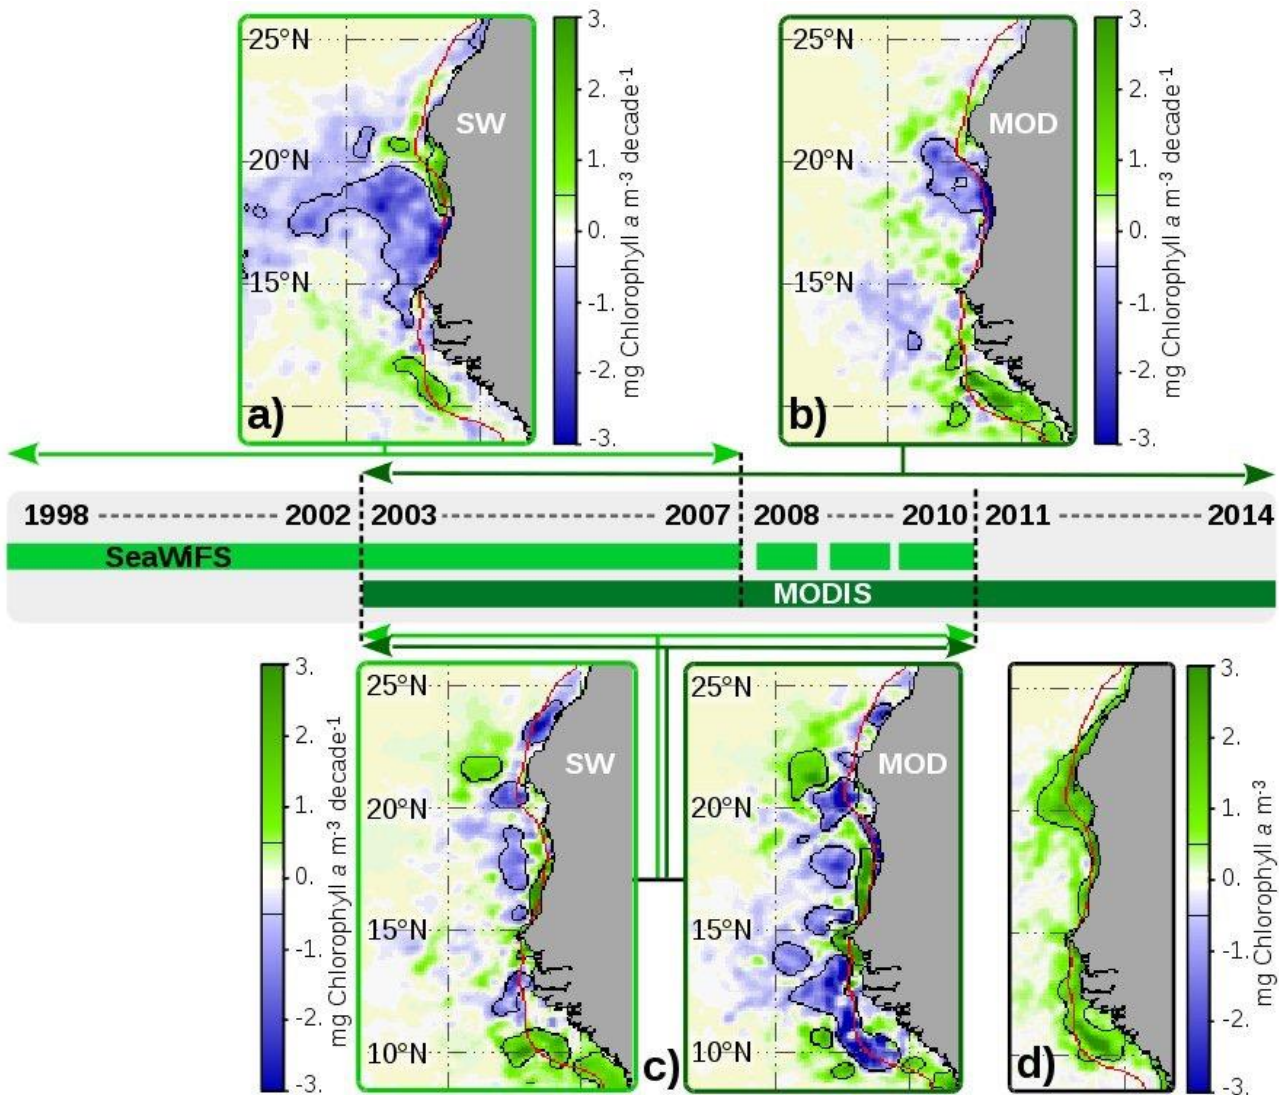 25°N
SW
20°N
15°N
a)
3.
2.
1.
0.
-1.
-2.
-3.
mg Chlorophyll a m-3 decade-1
25°N
MOD
20°N
15°N
b)
3.
2.
1.
0.
-1.
-2.
-3.
mg Chlorophyll a m-3 decade-1
1998 2002 2003 2007 2008 2010 2011 2014
SeaWiFS
MODIS
3.
2.
1.
0.
-1.
-2.
-3.
mg Chlorophyll a m-3 decade-1
25°N
SW
20°N
15°N
10°N
c)
25°N
MOD
20°N
15°N
10°N
d)
3.
2.
1.
0.
-1.
-2.
-3.
mg Chlorophyll a m-3